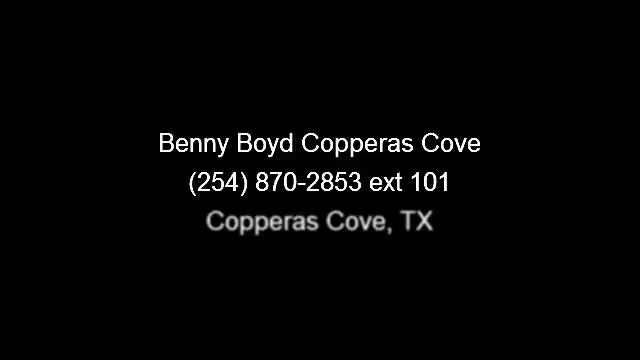 Benny Boyd Copperas Cove
(254) 870-2853 ext 101
Copperas Cove, TX